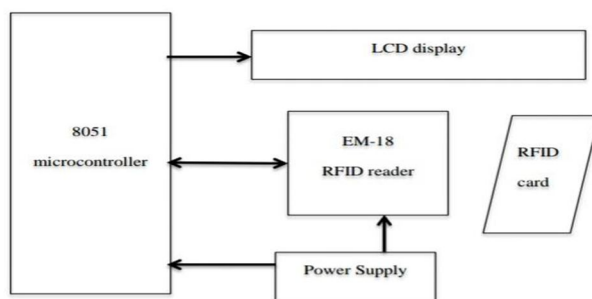 LCD display
8051
microcontroller
EM-18
RFID reader
RFID
card
Power Supply